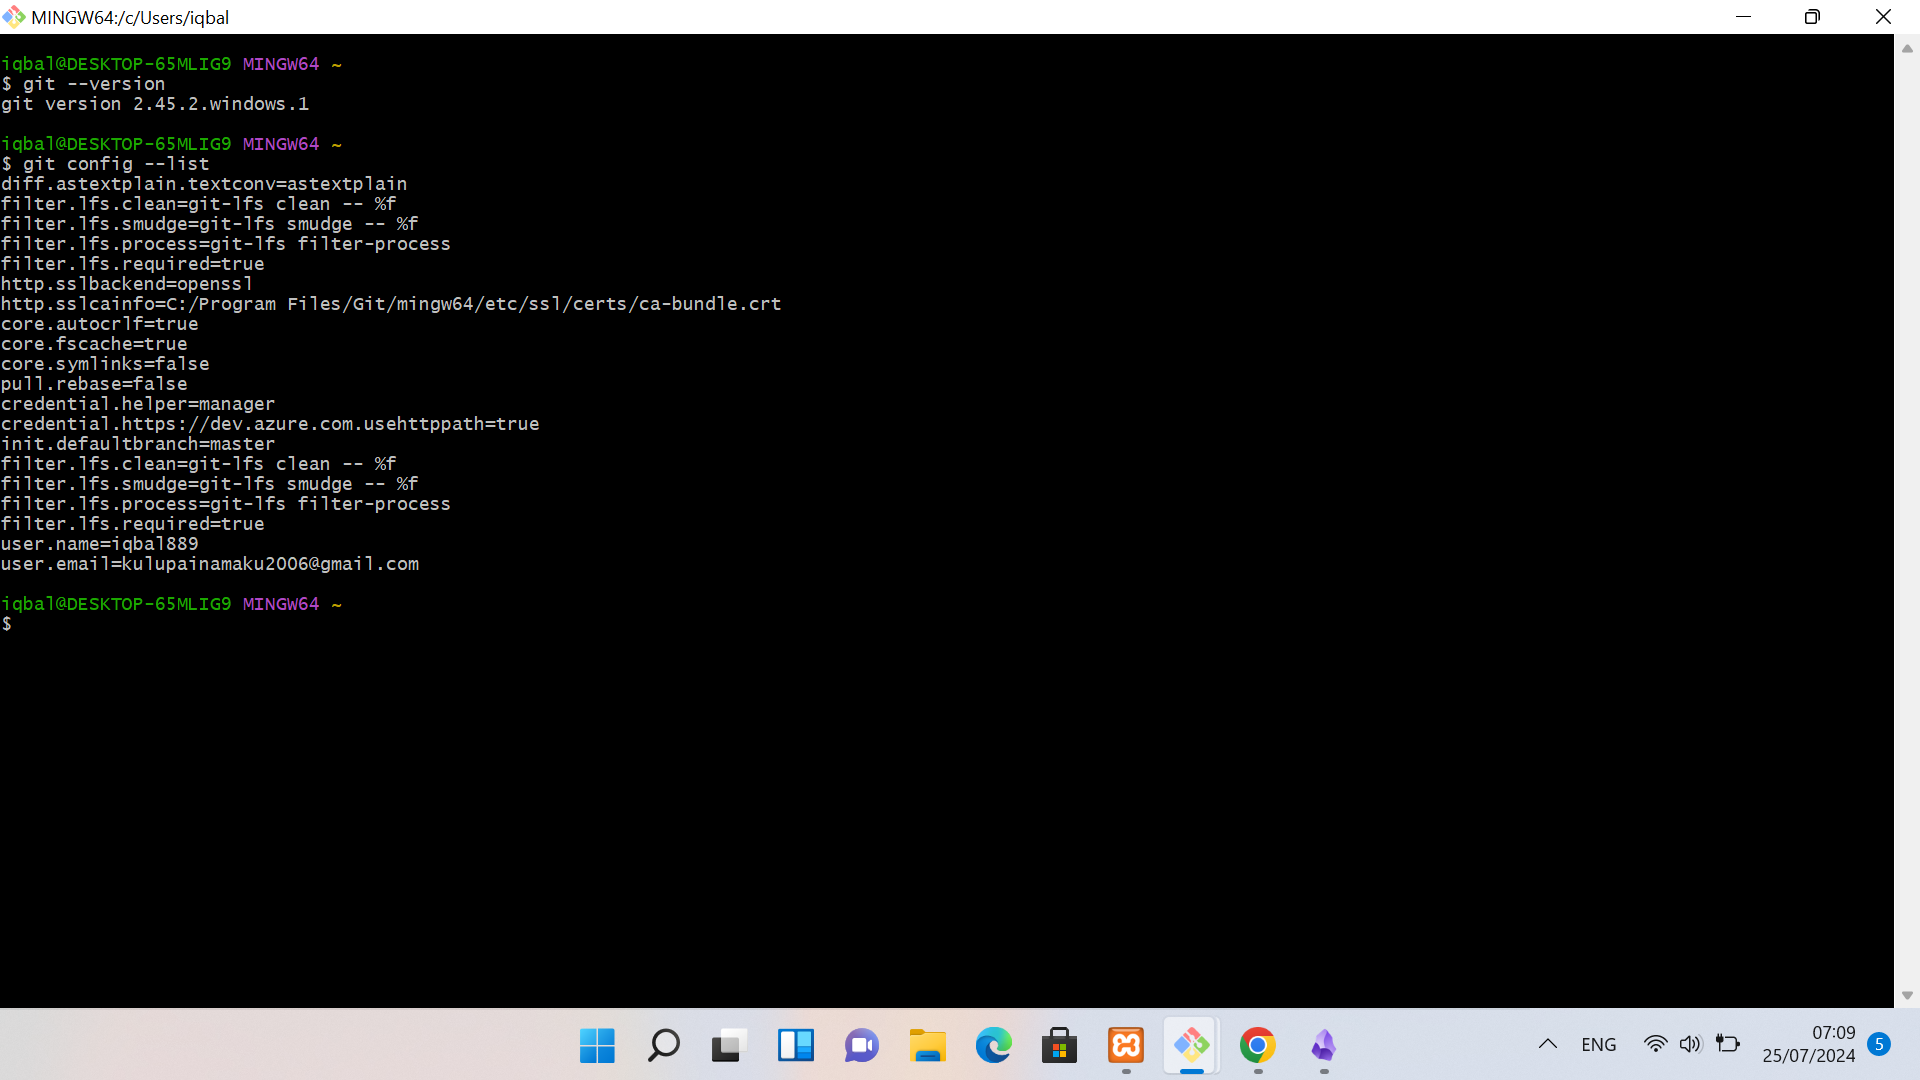 MINGW64:/c/Users/iqbal
iqbal@DESKTOP-65MLIG9 MINGW64 ~
$ git --version
git version 2.45.2.windows.1
iqbal@DESKTOP-65MLIG9 MINGW64 ~
$ git config --list
diff.astextplain.textconv=astextplain
filter.lfs.clean=git-lfs clean -- %f
filter.lfs.smudge=git-lfs smudge -- %f
filter.lfs.process=git-lfs filter-process
filter.lfs.required=true
http.sslbackend=openssl
http.sslcainfo=C:/Program Files/Git/mingw64/etc/ssl/certs/ca-bundle.crt
core.autocrlf=true
core.fscache=true
core.symlinks=false
pull.rebase=false
credential.helper=manager
credential.https://dev.azure.com.usehttppath=true
init.defaultbranch=master
filter.lfs.clean=git-lfs clean -- %f
filter.lfs.smudge=git-lfs smudge -- %f
filter.lfs.process=git-lfs filter-process
filter.lfs.required=true
user.name=iqbal889
user.email=kulupainamaku2006@gmail.com
iqbal@DESKTOP-65MLIG9 MINGW64 ~
$
ENG
07:09
25/07/2024
5